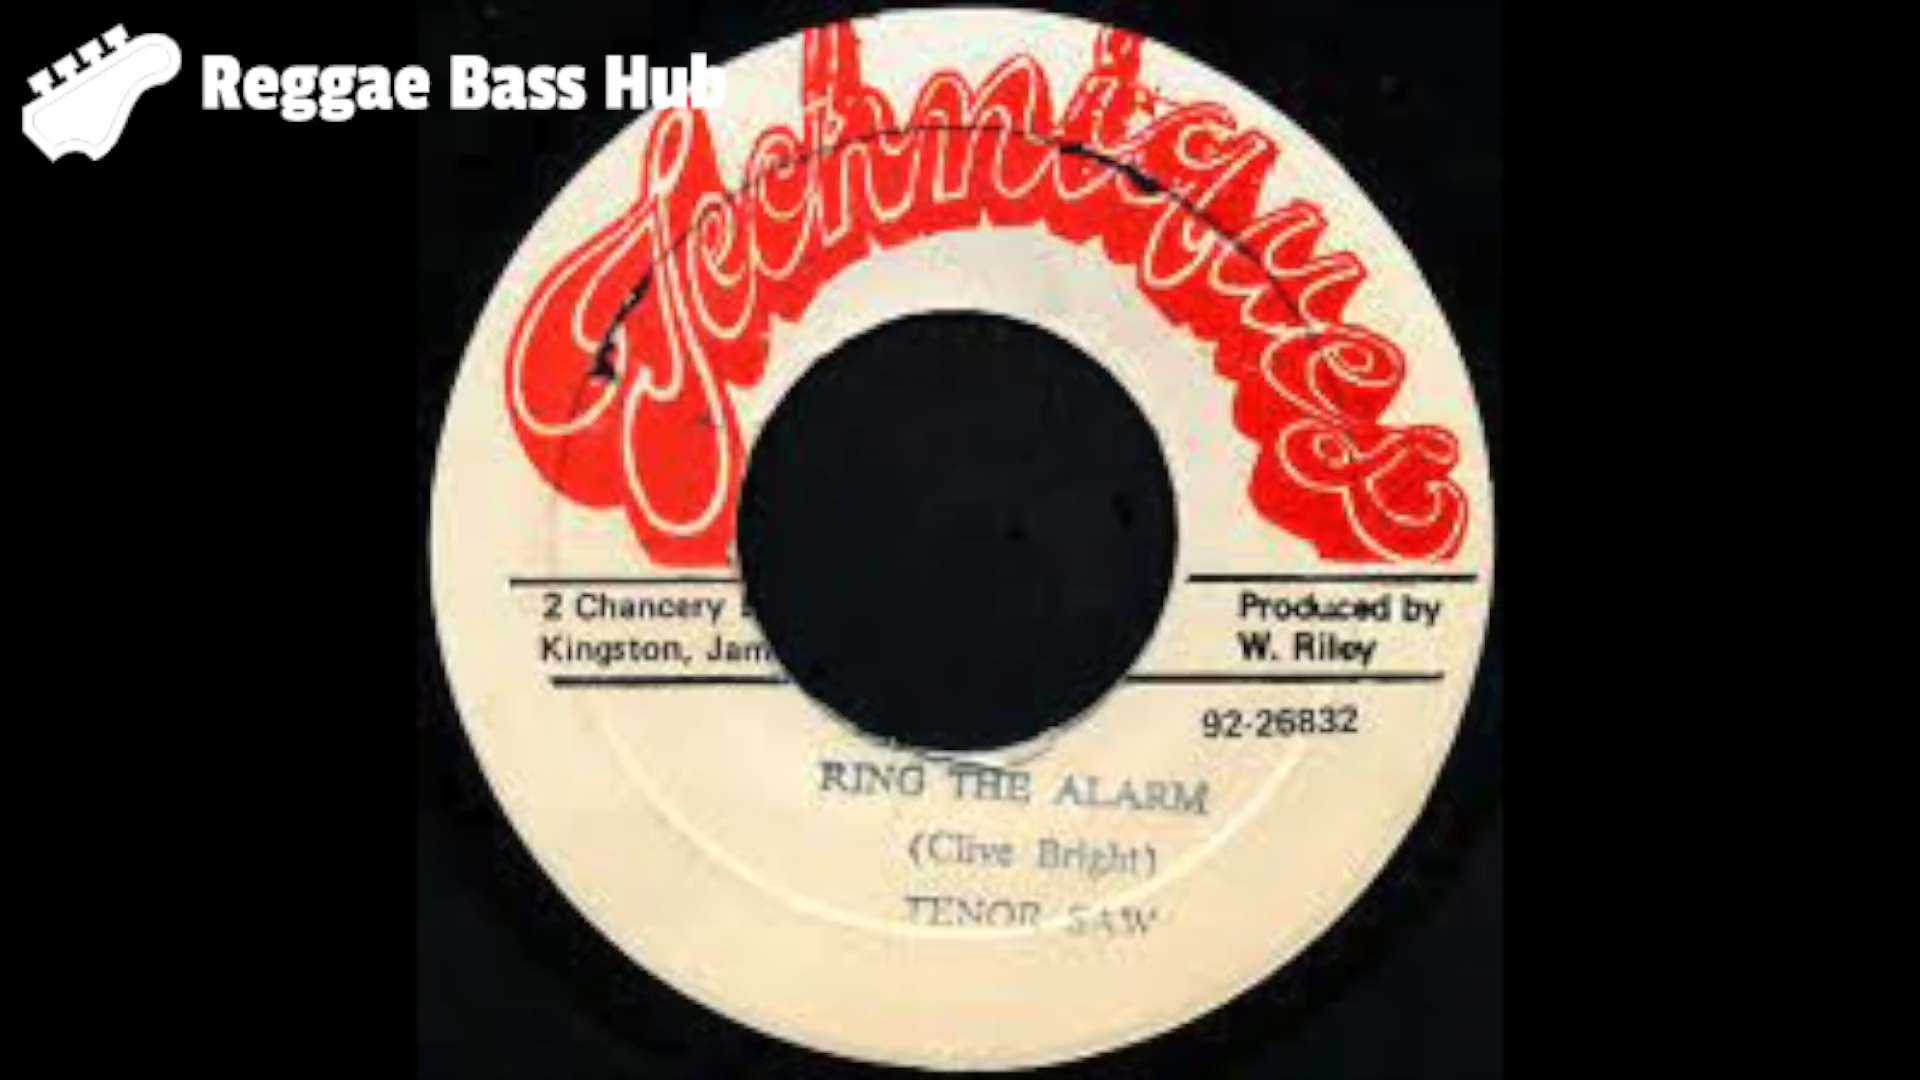 Reggae Bass Hub
Techniques
2 Chancery
Kingston, Jam
Produced by
W. Riley
92-26832
RING THE ALARM
(Clive Bright)
TENOR SAW